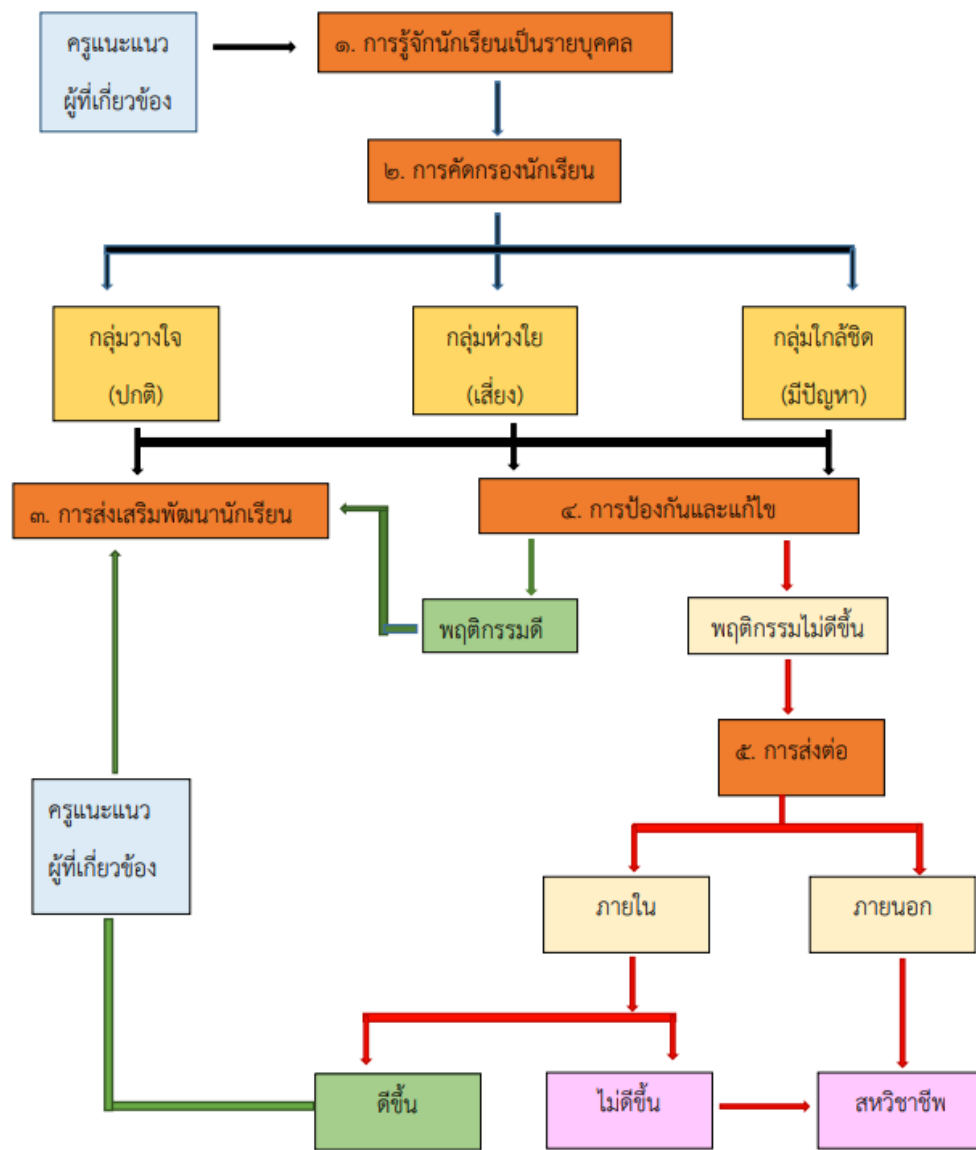 ครูแนะแนว
ผู้ที่เกี่ยวข้อง
๑. การรู้จักนักเรียนเป็นรายบุคคล
๒. การคัดกรองนักเรียน
กลุ่มวางใจ
(ปกติ)
กลุ่มห่วงใย
(เสี่ยง)
กลุ่มใกล้ชิด
(มีปัญหา)
๓. การส่งเสริมพัฒนานักเรียน
๔. การป้องกันและแก้ไข
พฤติกรรมดี
พฤติกรรมไม่ดีขึ้น
๕. การส่งต่อ
ครูแนะแนว
ผู้ที่เกี่ยวข้อง
ภายใน
ภายนอก
ดีขึ้น
ไม่ดีขึ้น
สหวิชาชีพ